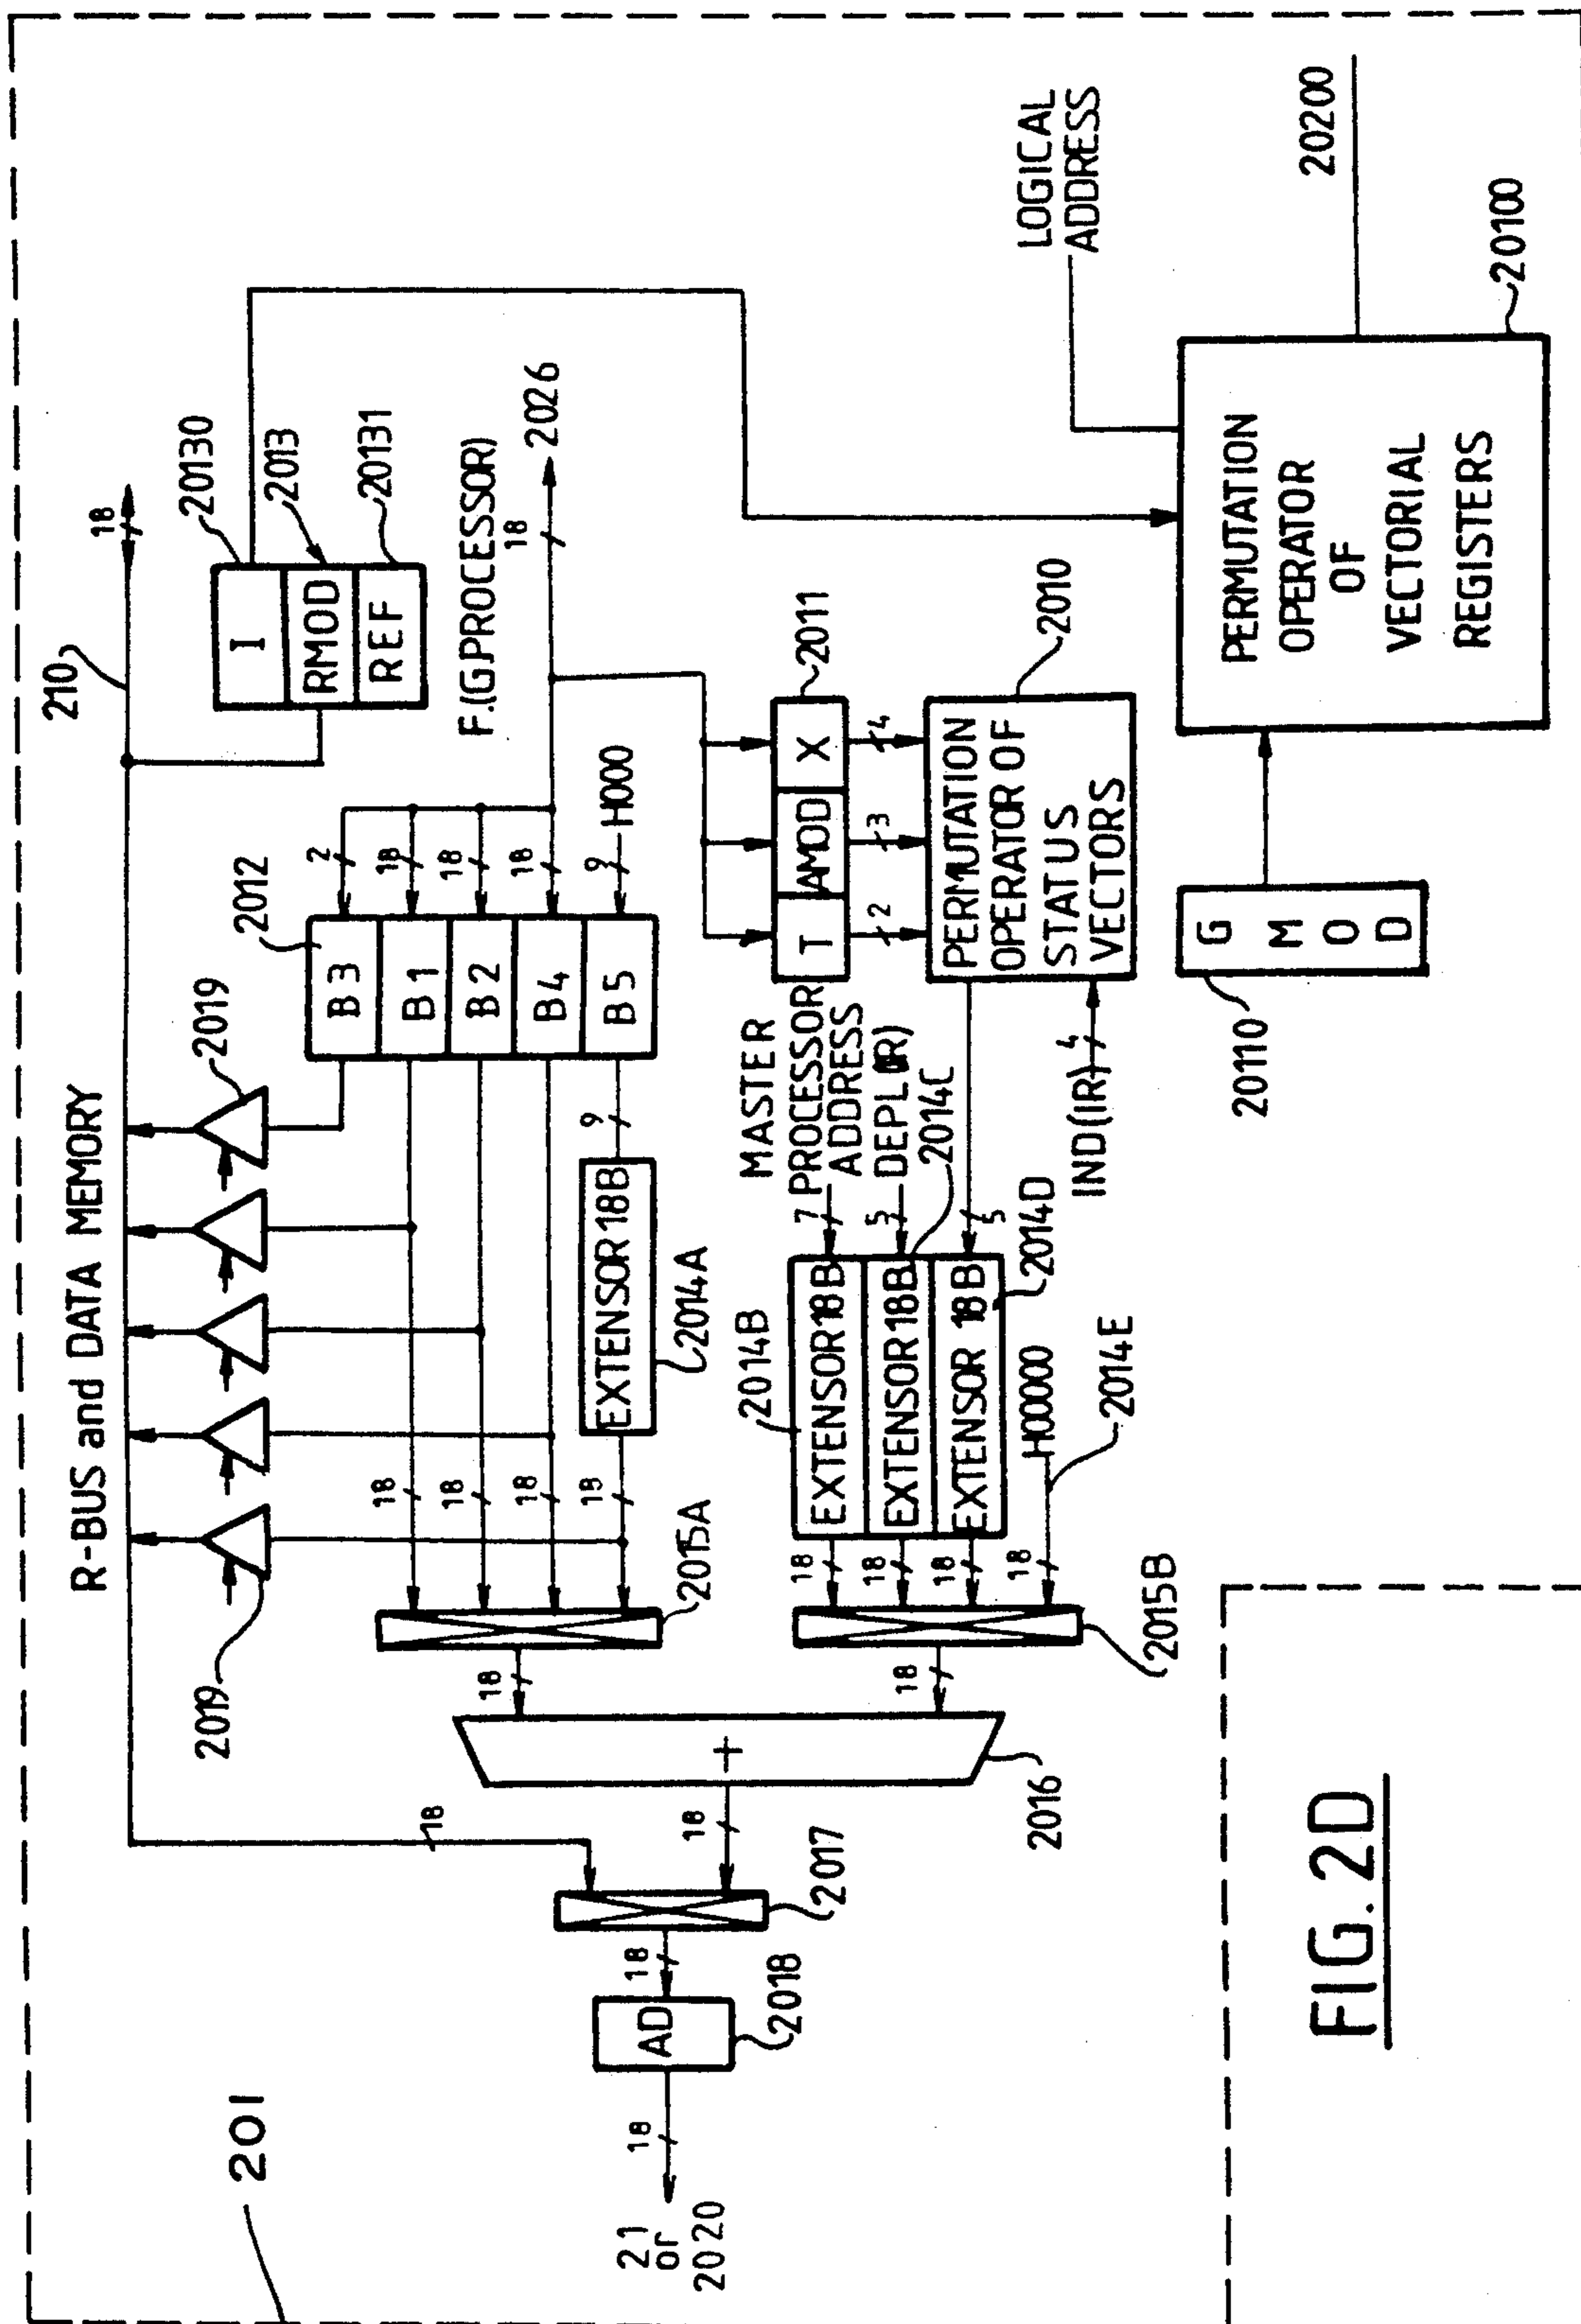 201
R-BUS and DATA MEMORY
210
18
2019
2019
2012
B3
B1
B2
B4
B5
2
18
18
18
9
H000
I
RMOD
REF
20130
2013
20131
F.(G.PROCESSOR)
18
2026
9
EXTENSOR 18B
2014A
18
18
18
18
2015A
18
18
18
2017
18
AD
2018
18
21
or
2020
+
2016
18
2015B
18
18
18
18
2014B
EXTENSOR 18B
EXTENSOR 18B
EXTENSOR 18B
H00000
2014E
2014D
2014C
7
5
5
MASTER
PROCESSOR
ADDRESS
DEPL(IR)
T
AMOD
X
2011
2
3
4
PERMUTATION
OPERATOR OF
STATUS
VECTORS
2010
IND(IR)
4
LOGICAL
ADDRESS
G
M
O
D
20110
PERMUTATION
OPERATOR
OF
VECTORIAL
REGISTERS
20100
20200
FIG. 2D